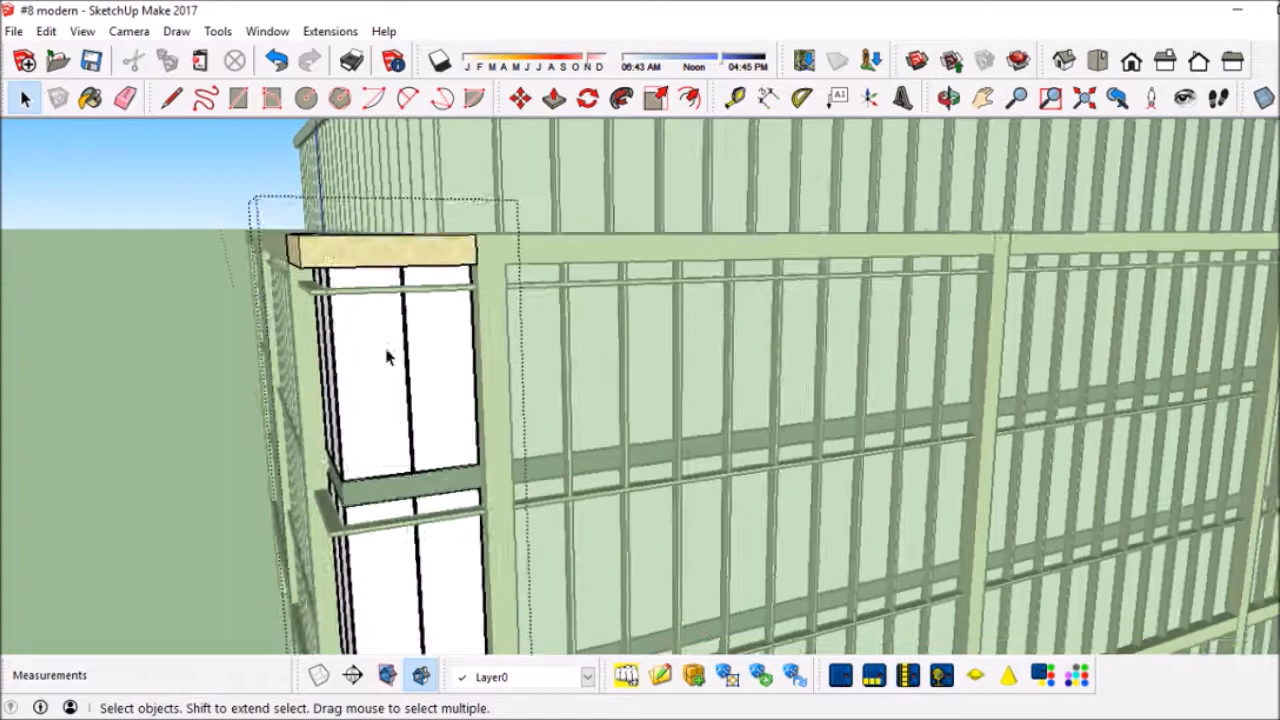 #8 modern - SketchUp Make 2017
File Edit View Camera Draw Tools Window Extensions Help
J F M A M J J A S O N D 06:43 AM Noon 04:45 PM
A1
Measurements ✓ Layer0
Select objects. Shift to extend select. Drag mouse to select multiple.